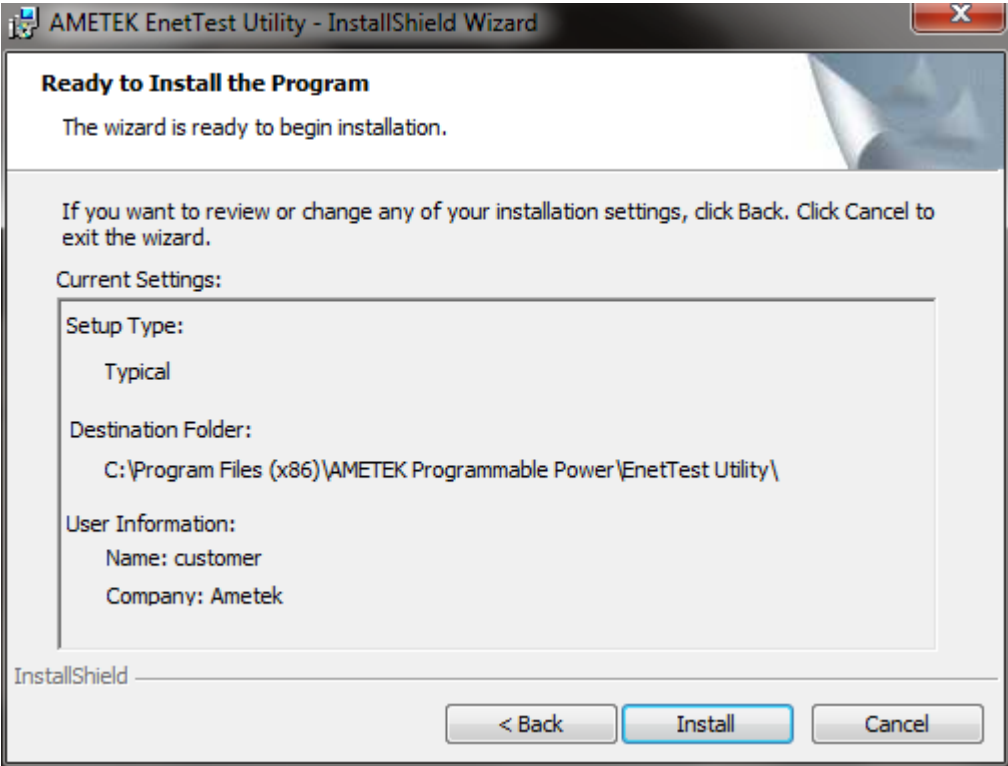 AMETEK EnetTest Utility - InstallShield Wizard
Ready to Install the Program
The wizard is ready to begin installation.
If you want to review or change any of your installation settings, click Back. Click Cancel to
exit the wizard.
Current Settings:
Setup Type:
Typical
Destination Folder:
C:\Program Files (x86)\AMETEK Programmable Power\EnetTest Utility\
User Information:
Name: customer
Company: Ametek
InstallShield
< Back
Install
Cancel